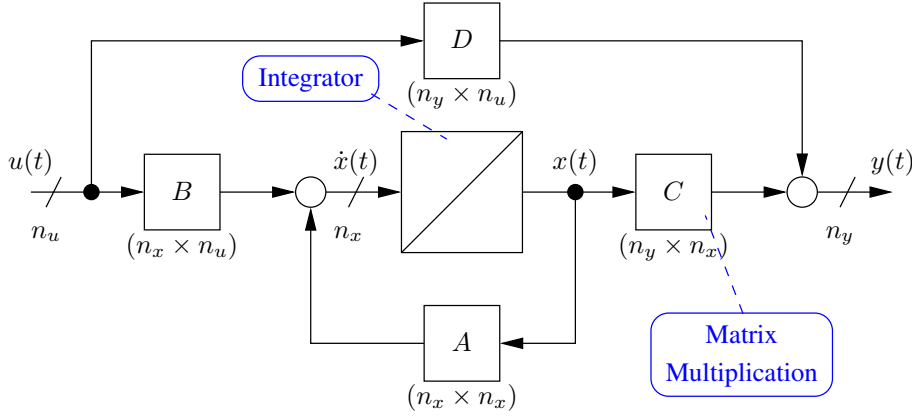 D
Integrator
(n_y × n_u)
u(t)
B
ẋ(t)
x(t)
C
y(t)
n_u
(n_x × n_u)
n_x
(n_y × n_x)
n_y
A
(n_x × n_x)
Matrix
Multiplication